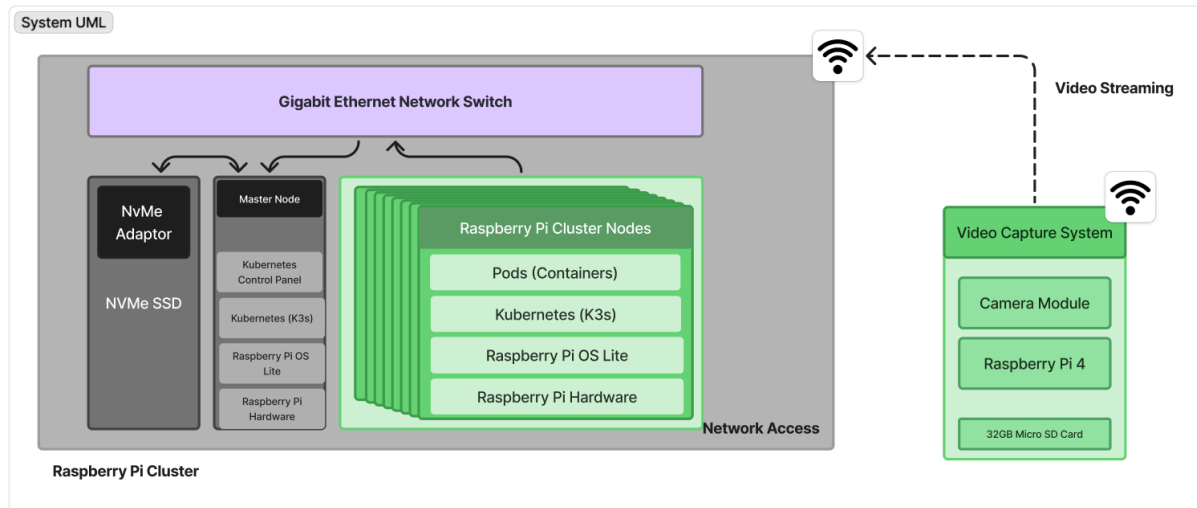 System UML
Gigabit Ethernet Network Switch
Video Streaming
NvMe
Adaptor
NVMe SSD
Master Node
Kubernetes
Control Panel
Kubernetes (K3s)
Raspberry Pi OS
Lite
Raspberry Pi
Hardware
Raspberry Pi Cluster Nodes
Pods (Containers)
Kubernetes (K3s)
Raspberry Pi OS Lite
Raspberry Pi Hardware
Network Access
Raspberry Pi Cluster
Video Capture System
Camera Module
Raspberry Pi 4
32GB Micro SD Card